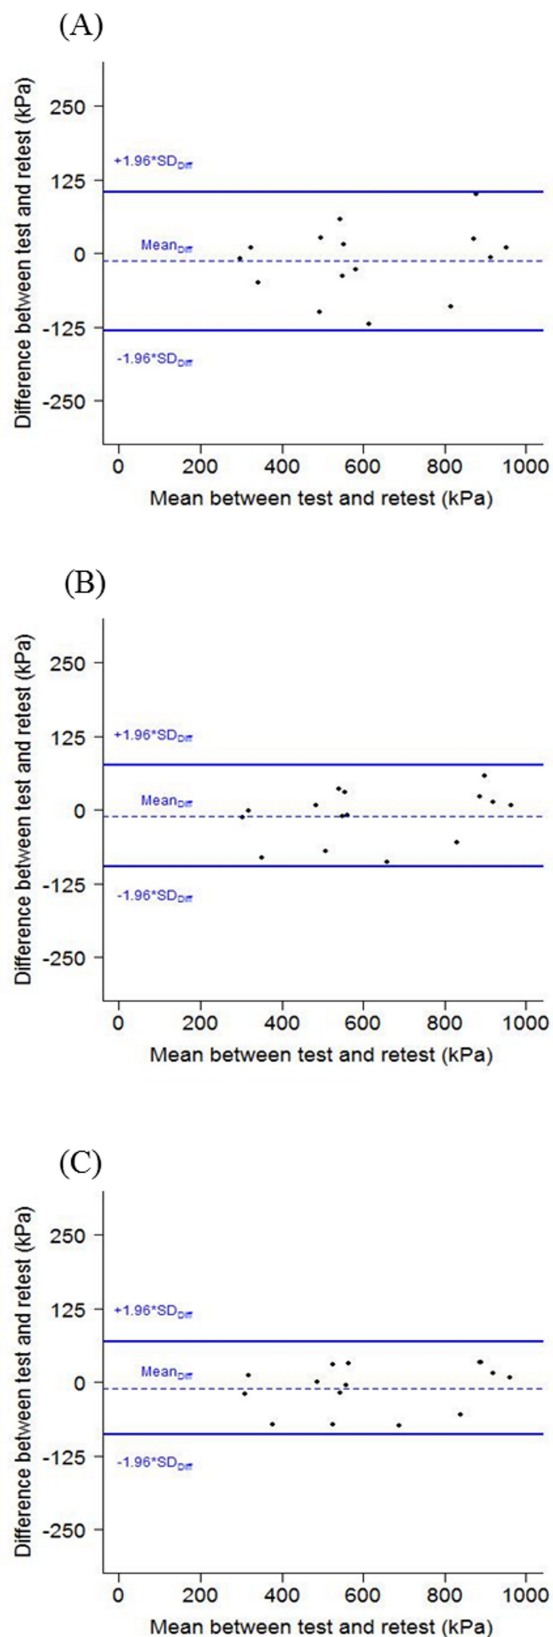 (A)
Difference between test and retest (kPa)
250
125
0
-125
-250
+1.96*SDDiff
MeanDiff
-1.96*SDDiff
0 200 400 600 800 1000
Mean between test and retest (kPa)
(B)
Difference between test and retest (kPa)
250
125
0
-125
-250
+1.96*SDDiff
MeanDiff
-1.96*SDDiff
0 200 400 600 800 1000
Mean between test and retest (kPa)
(C)
Difference between test and retest (kPa)
250
125
0
-125
-250
+1.96*SDDiff
MeanDiff
-1.96*SDDiff
0 200 400 600 800 1000
Mean between test and retest (kPa)